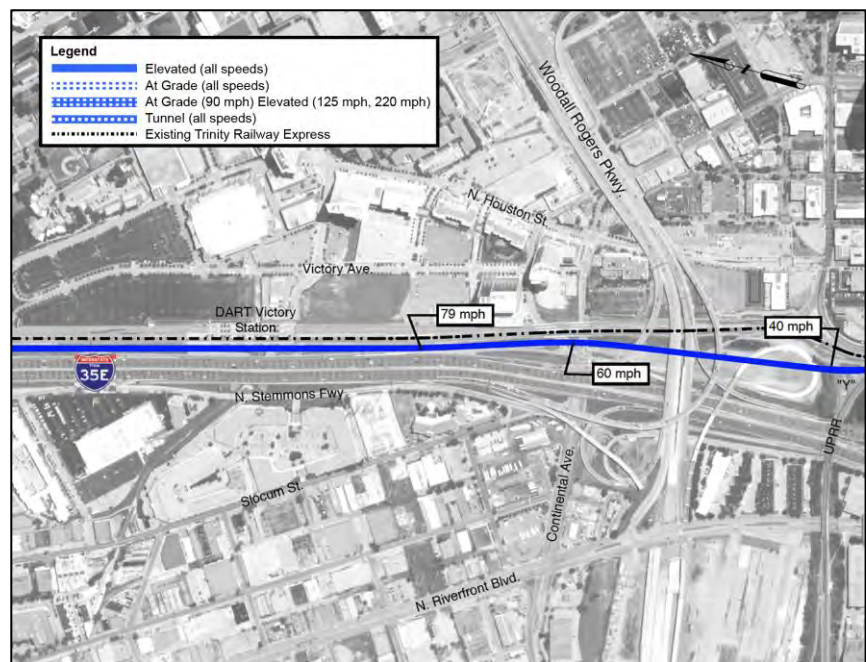 Legend
Elevated (all speeds)
At Grade (all speeds)
At Grade (90 mph) Elevated (125 mph, 220 mph)
Tunnel (all speeds)
Existing Trinity Railway Express
Woodall Rogers Pkwy.
N. Houston St.
Victory Ave.
DART Victory
Station
79 mph
40 mph
60 mph
"Y"
INTERSTATE
TEXAS
35E
N. Stemmons Fwy
UPRR
Slocum St.
Continental Ave.
N. Riverfront Blvd.